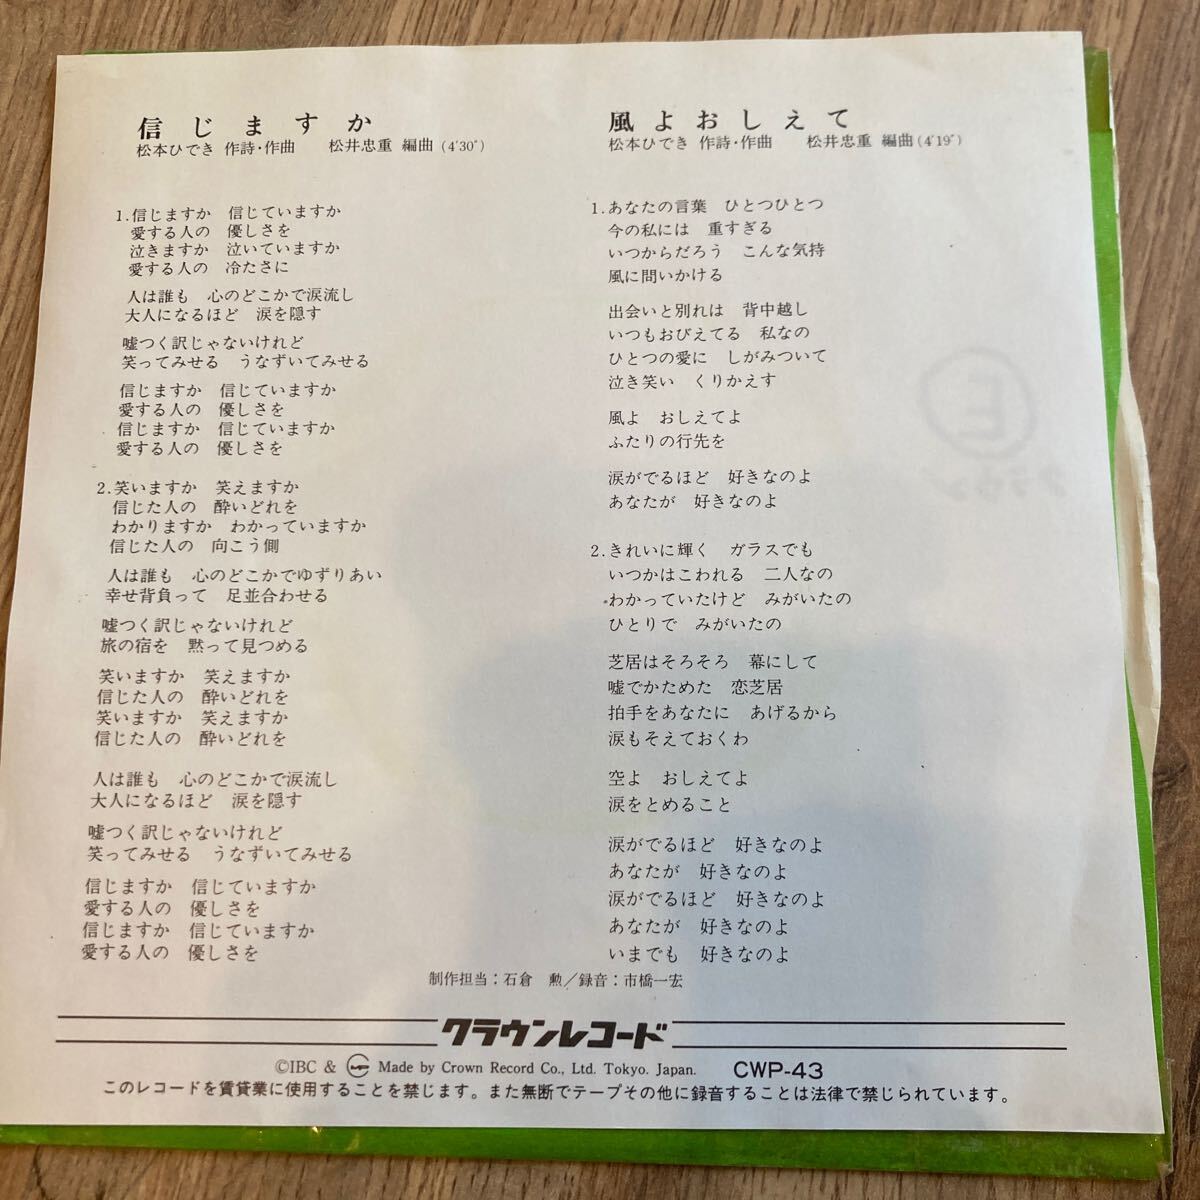 信じますか
松本ひでき 作詩・作曲　松井忠重 編曲(4'30")
1.信じますか　信じていますか
愛する人の　優しさを
泣きますか　泣いていますか
愛する人の　冷たさに
人は誰も　心のどこかで涙流し
大人になるほど　涙を隠す
嘘つく訳じゃないけれど
笑ってみせる　うなずいてみせる
信じますか　信じていますか
愛する人の　優しさを
信じますか　信じていますか
愛する人の　優しさを
2.笑いますか　笑えますか
信じた人の　酔いどれを
わかりますか　わかっていますか
信じた人の　向こう側
人は誰も　心のどこかでゆずりあい
幸せ背負って　足並合わせる
嘘つく訳じゃないけれど
旅の宿を　黙って見つめる
笑いますか　笑えますか
信じた人の　酔いどれを
笑いますか　笑えますか
信じた人の　酔いどれを
人は誰も　心のどこかで涙流し
大人になるほど　涙を隠す
嘘つく訳じゃないけれど
笑ってみせる　うなずいてみせる
信じますか　信じていますか
愛する人の　優しさを
信じますか　信じていますか
愛する人の　優しさを
風よおしえて
松本ひでき 作詩・作曲　松井忠重 編曲(4'19")
1.あなたの言葉　ひとつひとつ
今の私には　重すぎる
いつからだろう　こんな気持
風に問いかける
出会いと別れは　背中越し
いつもおびえてる　私なの
ひとつの愛に　しがみついて
泣き笑い　くりかえす
風よ　おしえてよ
ふたりの行先を
涙がでるほど　好きなのよ
あなたが　好きなのよ
2.きれいに輝く　ガラスでも
いつかはこわれる　二人なの
わかっていたけど　みがいたの
ひとりで　みがいたの
芝居はそろそろ　幕にして
嘘でかためた　恋芝居
拍手をあなたに　あげるから
涙もそえておくわ
空よ　おしえてよ
涙をとめること
涙がでるほど　好きなのよ
あなたが　好きなのよ
涙がでるほど　好きなのよ
あなたが　好きなのよ
いまでも　好きなのよ
制作担当；石倉　勲／録音：市橋一宏
クラウンレコード
©IBC & Made by Crown Record Co., Ltd. Tokyo. Japan. CWP-43
このレコードを賃貸業に使用することを禁じます。また無断でテープその他に録音することは法律で禁じられています。